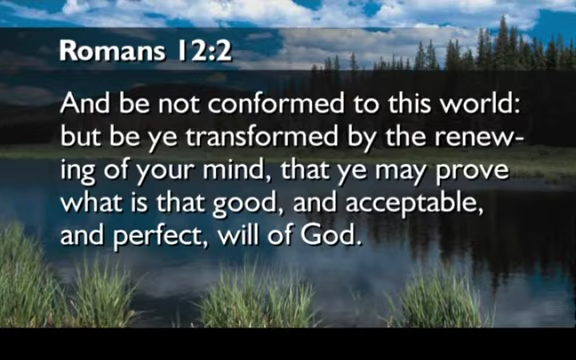 Romans 12:2
And be not conformed to this world:
but be ye transformed by the renew-
ing of your mind, that ye may prove
what is that good, and acceptable,
and perfect, will of God.